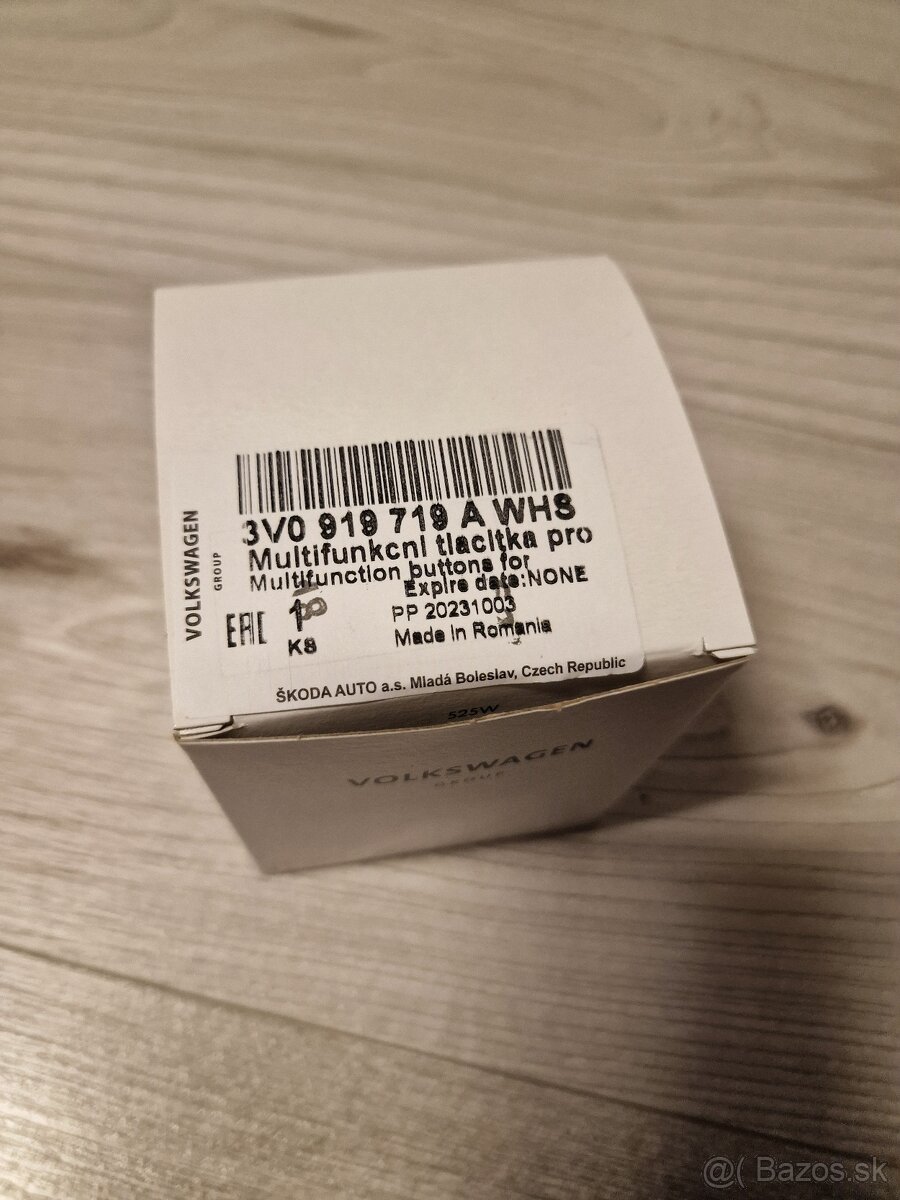 VOLKSWAGEN
GROUP
3V0 919 719 A WHS
Multifunkcni tlacitka pro
Multifunction buttons for
Expire date:NONE
EAC 1 PP 20231003
K8 Made in Romania
ŠKODA AUTO a.s. Mladá Boleslav, Czech Republic
525W
VOLKSWAGEN
GROUP
@( Bazos.sk